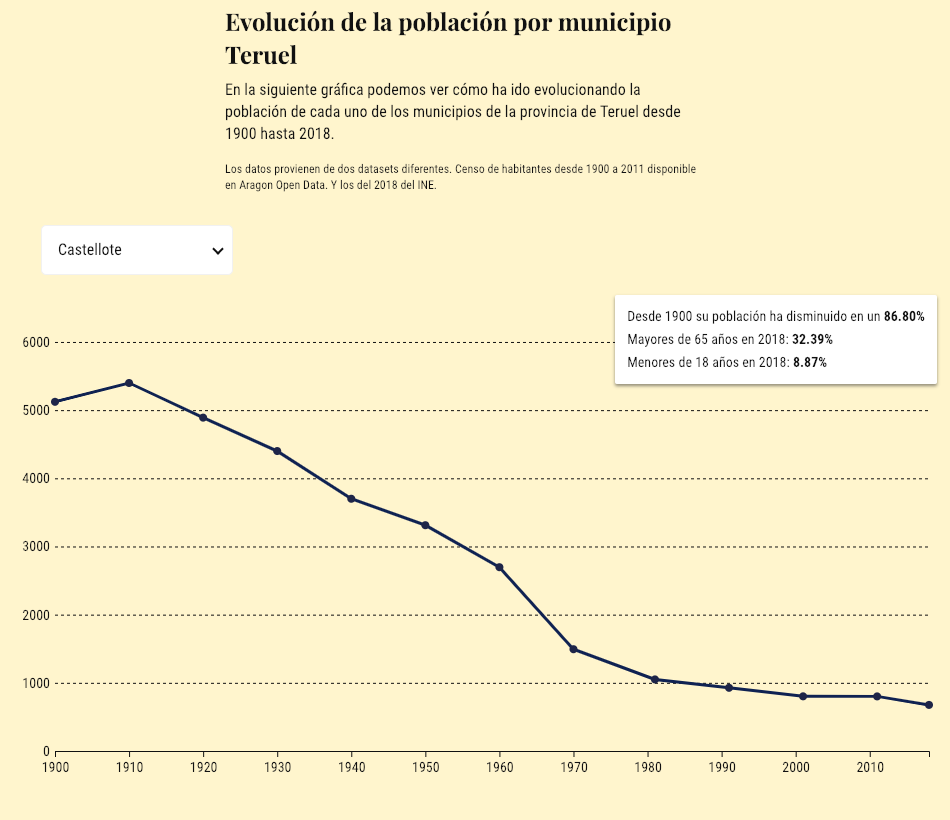 Evolución de la población por municipio
Teruel
En la siguiente gráfica podemos ver cómo ha ido evolucionando la
población de cada uno de los municipios de la provincia de Teruel desde
1900 hasta 2018.
Los datos provienen de dos datasets diferentes. Censo de habitantes desde 1900 a 2011 disponible
en Aragon Open Data. Y los del 2018 del INE.
Castellote
Desde 1900 su población ha disminuido en un 86.80%
Mayores de 65 años en 2018: 32.39%
Menores de 18 años en 2018: 8.87%
6000
5000
4000
3000
2000
1000
0
1900 1910 1920 1930 1940 1950 1960 1970 1980 1990 2000 2010